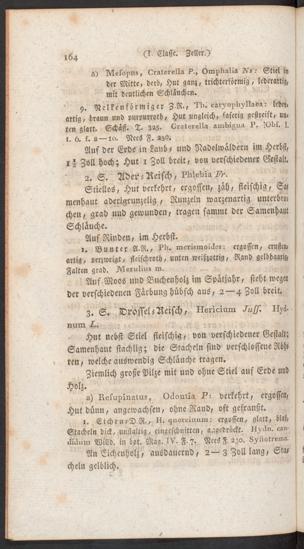 164 (I. Classe. Zeller.)
b) Mesopus, Craterella P., Omphalia Ns: Stiel in
der Mitte, derb, Hut ganz, trichterförmig, lederartig,
mit deutlichen Schläuchen.
9. Nelkenförmiger Z.R., Th. caryophyllaea: leder-
artig, braun und purpurroth, Hut ungleich, faserig gestreift, un-
ten glatt. Schäff. T. 325. Craterella ambigua P. Obs. I.
t. 6. f. 8—10. Nees F. 250.
Auf der Erde in Laub- und Nadelwäldern im Herbst,
1½ Zoll hoch; Hut 1 Zoll breit, von verschiedener Gestalt.
2. S. Ader-Reisch, Phlebia Fr.
Stiellos, Hut verkehrt, ergossen, zäh, fleischig, Sa-
menhaut aderigrunzelig, Runzeln warzenartig unterbro-
chen, grad und gewunden, tragen sammt der Samenhaut
Schläuche.
Auf Rinden, im Herbst.
1. Bunter A.R., Ph. merismoides: ergossen, krusten-
artig, verzweigt, fleischroth, unten weißzottig, Rand goldhaarig,
Falten grad. Merulius m.
Auf Moos und Buchenholz im Spätjahr, sieht wegen
der verschiedenen Färbung hübsch aus, 2—4 Zoll breit.
3. S. Drossel-Reisch, Hericium Juss. Hyd-
num L.
Hut nebst Stiel fleischig, von verschiedener Gestalt;
Samenhaut stachlig; die Stacheln sind verschlossene Röh-
ren, welche auswendig Schläuche tragen.
Ziemlich große Pilze mit und ohne Stiel auf Erde und
Holz.
a) Resupinatus, Odontia P: verkehrt, ergossen,
Hut dünn, angewachsen, ohne Rand, oft gefranst.
1. Eichen-D.R., H. quercinum: ergossen, glatt, blaß,
Stacheln dick, unstaltig, eingeschnitten, angedrückt. Hydn. can-
didum Willd. in bot. Mag. IV. F. 7. Nees F. 230. Sistotrema.
An Eichenholz, ausdauernd, 2—3 Zoll lang, Sta-
cheln gelblich.